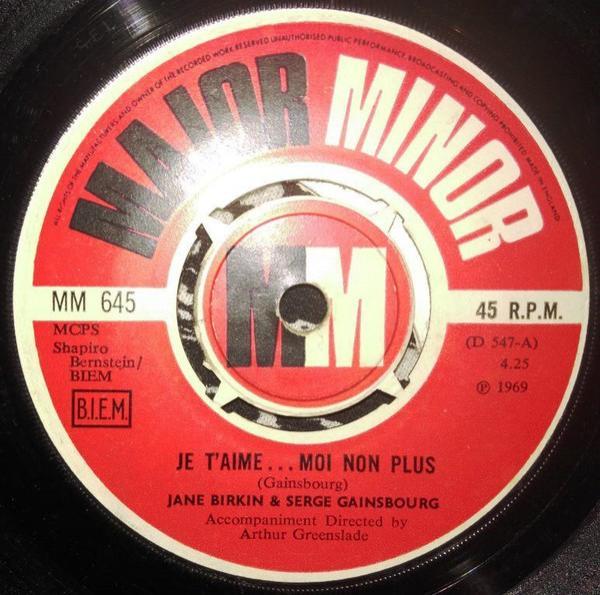 ALL RIGHTS OF THE MANUFACTURERS AND OWNER OF THE RECORDED WORK RESERVED UNAUTHORISED PUBLIC PERFORMANCE, BROADCASTING AND COPYING PROHIBITED MADE IN ENGLAND
MAJOR MINOR
MM
MM 645
45 R.P.M.
MCPS
Shapiro
Bernstein/
BIEM
B.I.E.M.
(D 547-A)
4.25
℗ 1969
JE T'AIME... MOI NON PLUS
(Gainsbourg)
JANE BIRKIN & SERGE GAINSBOURG
Accompaniment Directed by
Arthur Greenslade